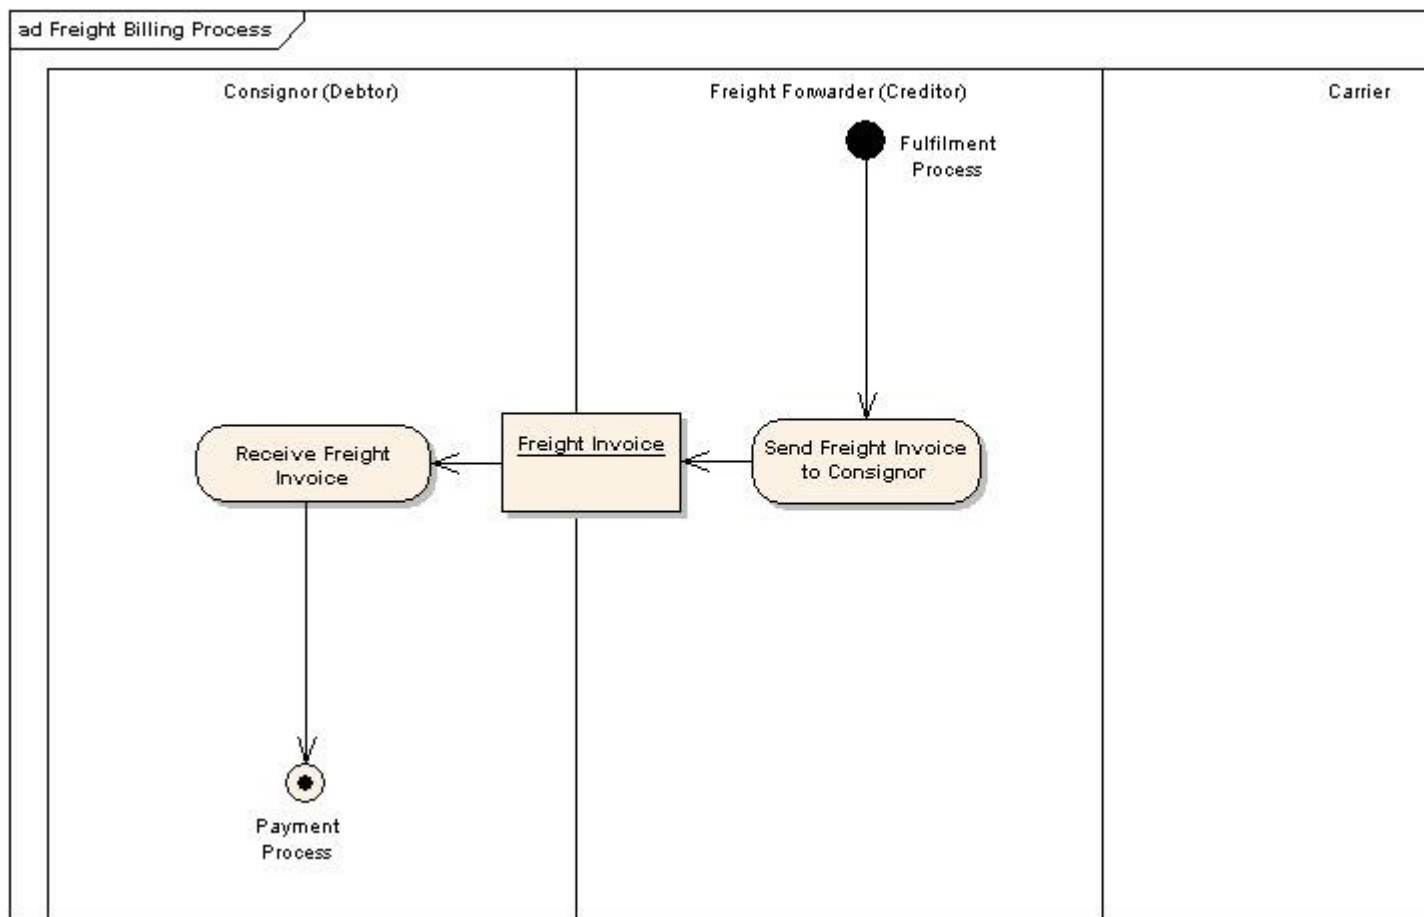 ad Freight Billing Process
Consignor (Debtor)
Freight Forwarder (Creditor)
Carrier
Fulfilment
Process
Receive Freight
Invoice
Freight Invoice
Send Freight Invoice
to Consignor
Payment
Process